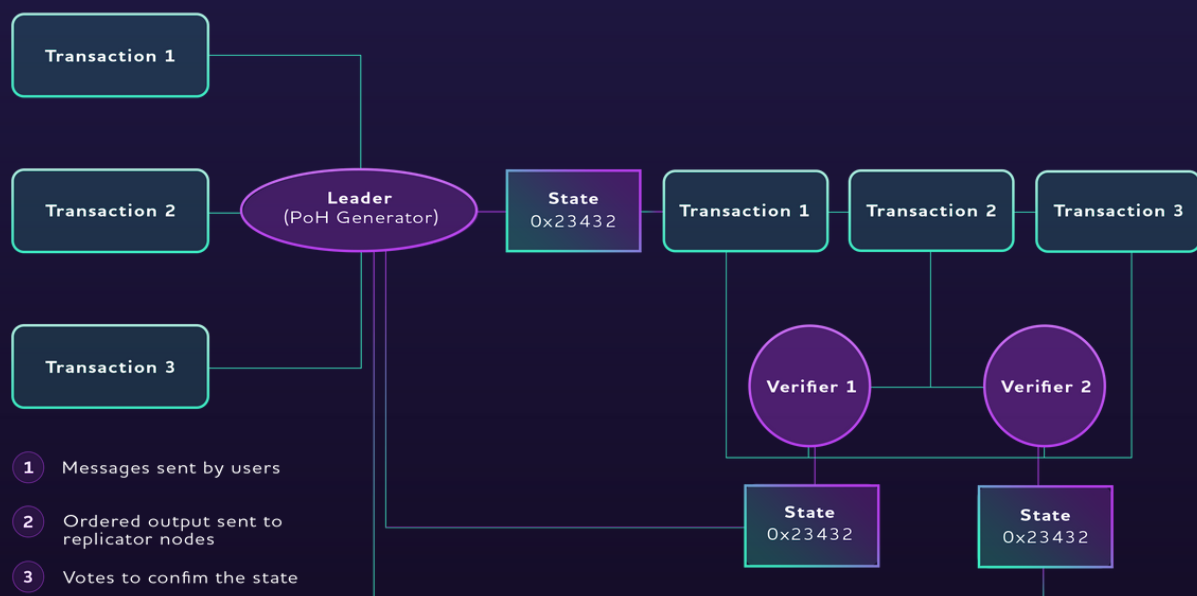 Transaction 1
Transaction 2
Leader
(PoH Generator)
State
0x23432
Transaction 1
Transaction 2
Transaction 3
Transaction 3
Verifier 1
Verifier 2
1 Messages sent by users
2 Ordered output sent to
replicator nodes
3 Votes to confim the state
State
0x23432
State
0x23432